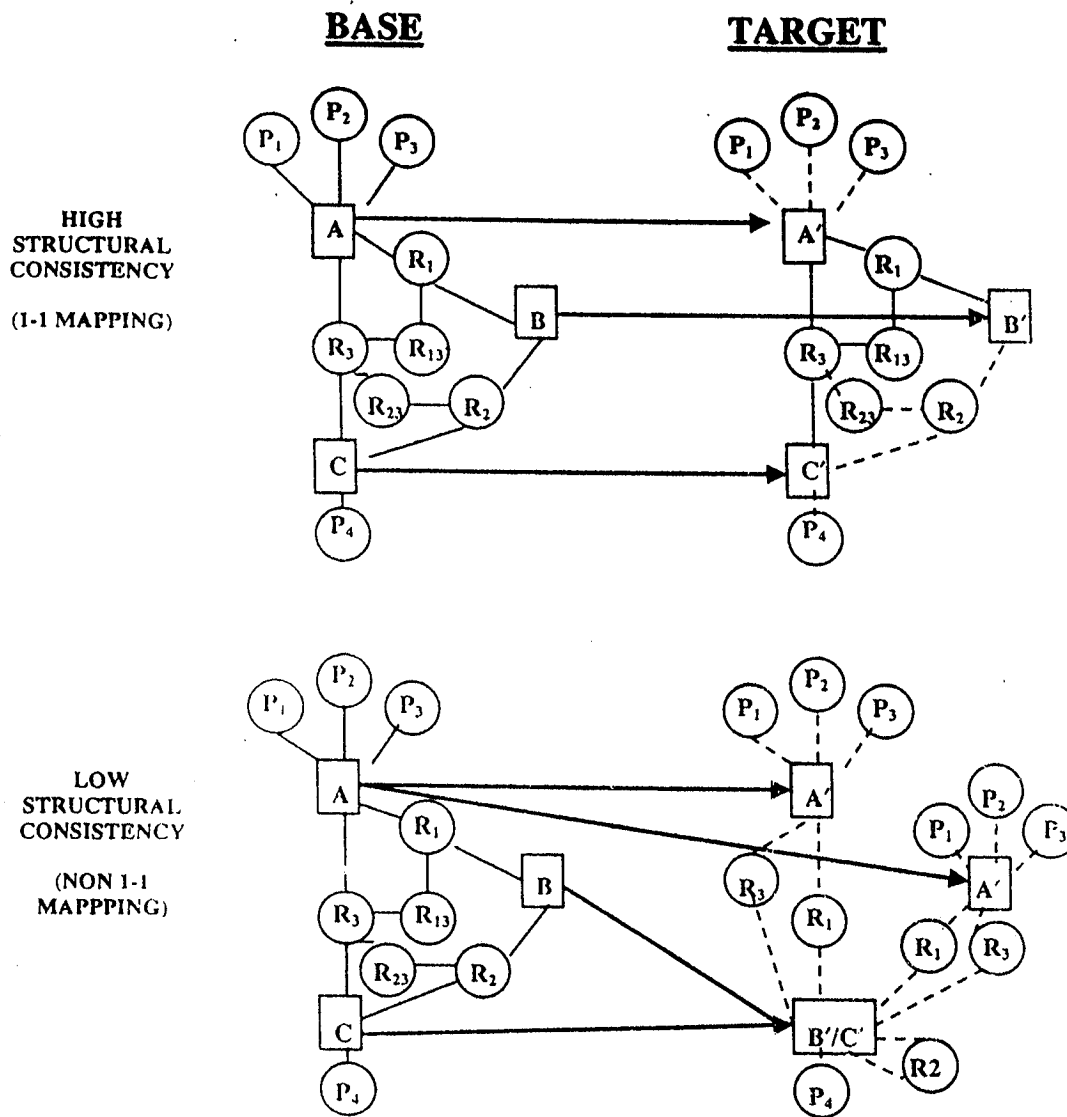 BASE TARGET
P2 P2
P1 P3 P1 P3
HIGH
STRUCTURAL
CONSISTENCY
(1-1 MAPPING)
A A′
R1 R1
B B′
R3 R13 R3 R13
R23 R2 R23 R2
C C′
P4 P4
P2 P2
P1 P3 P1 P3
LOW
STRUCTURAL
CONSISTENCY
(NON 1-1
MAPPPING)
A A′
P2
P1 P3
R1
B R3 A′
R3 R13 R1 R1 R3
R23 R2
C B′/C′
R2
P4 P4